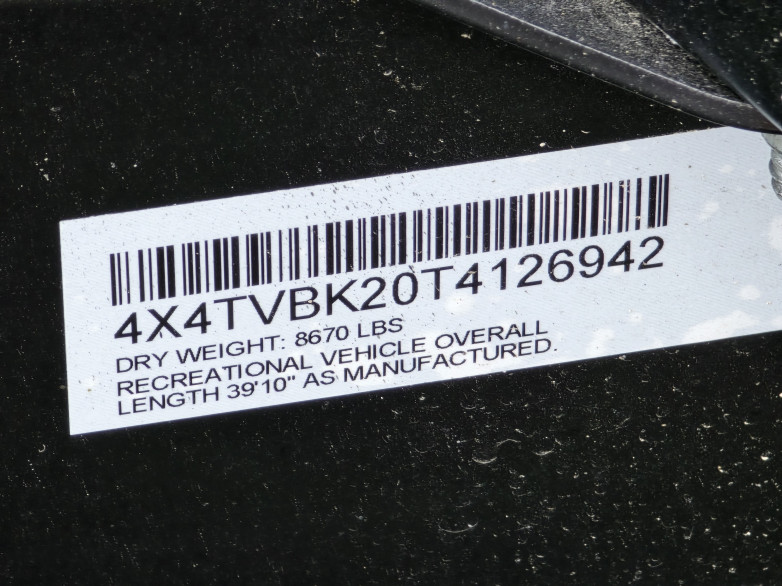 4X4TVBK20T4126942
DRY WEIGHT: 8670 LBS
RECREATIONAL VEHICLE OVERALL
LENGTH 39'10" AS MANUFACTURED.